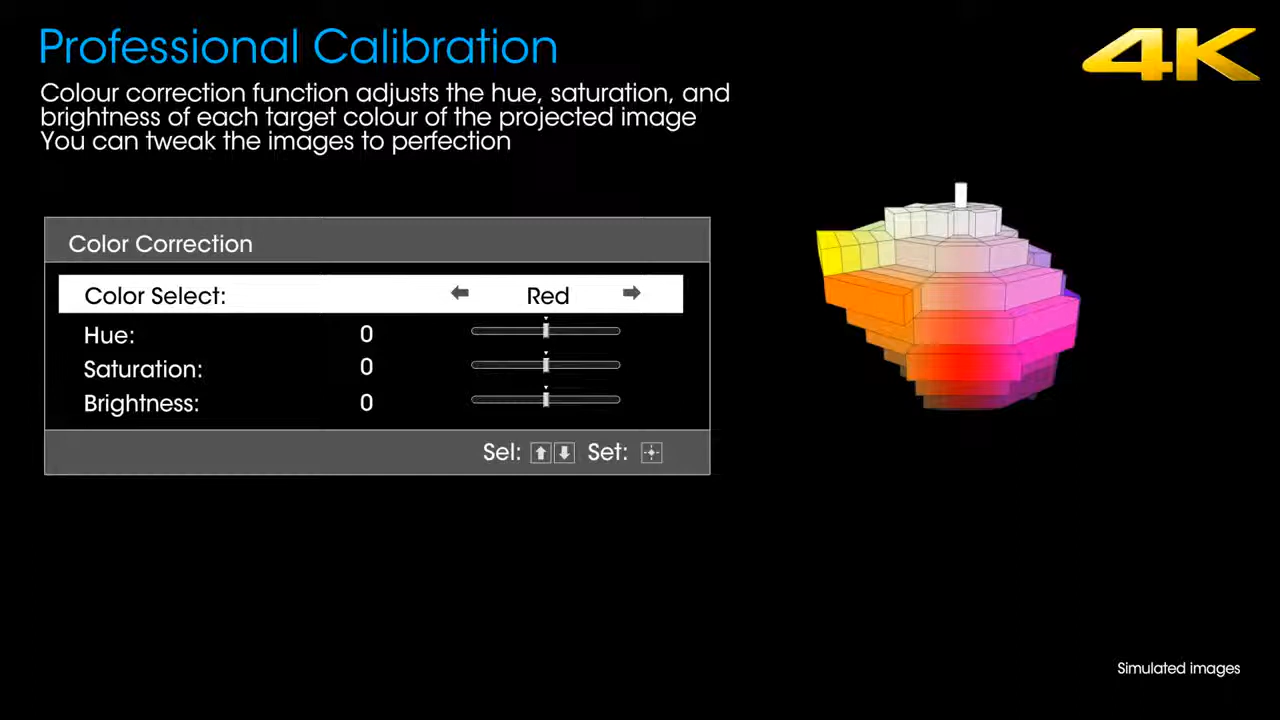 Professional Calibration
4K
Colour correction function adjusts the hue, saturation, and
brightness of each target colour of the projected image
You can tweak the images to perfection
Color Correction
Color Select: Red
Hue: 0
Saturation: 0
Brightness: 0
Sel: Set:
Simulated images